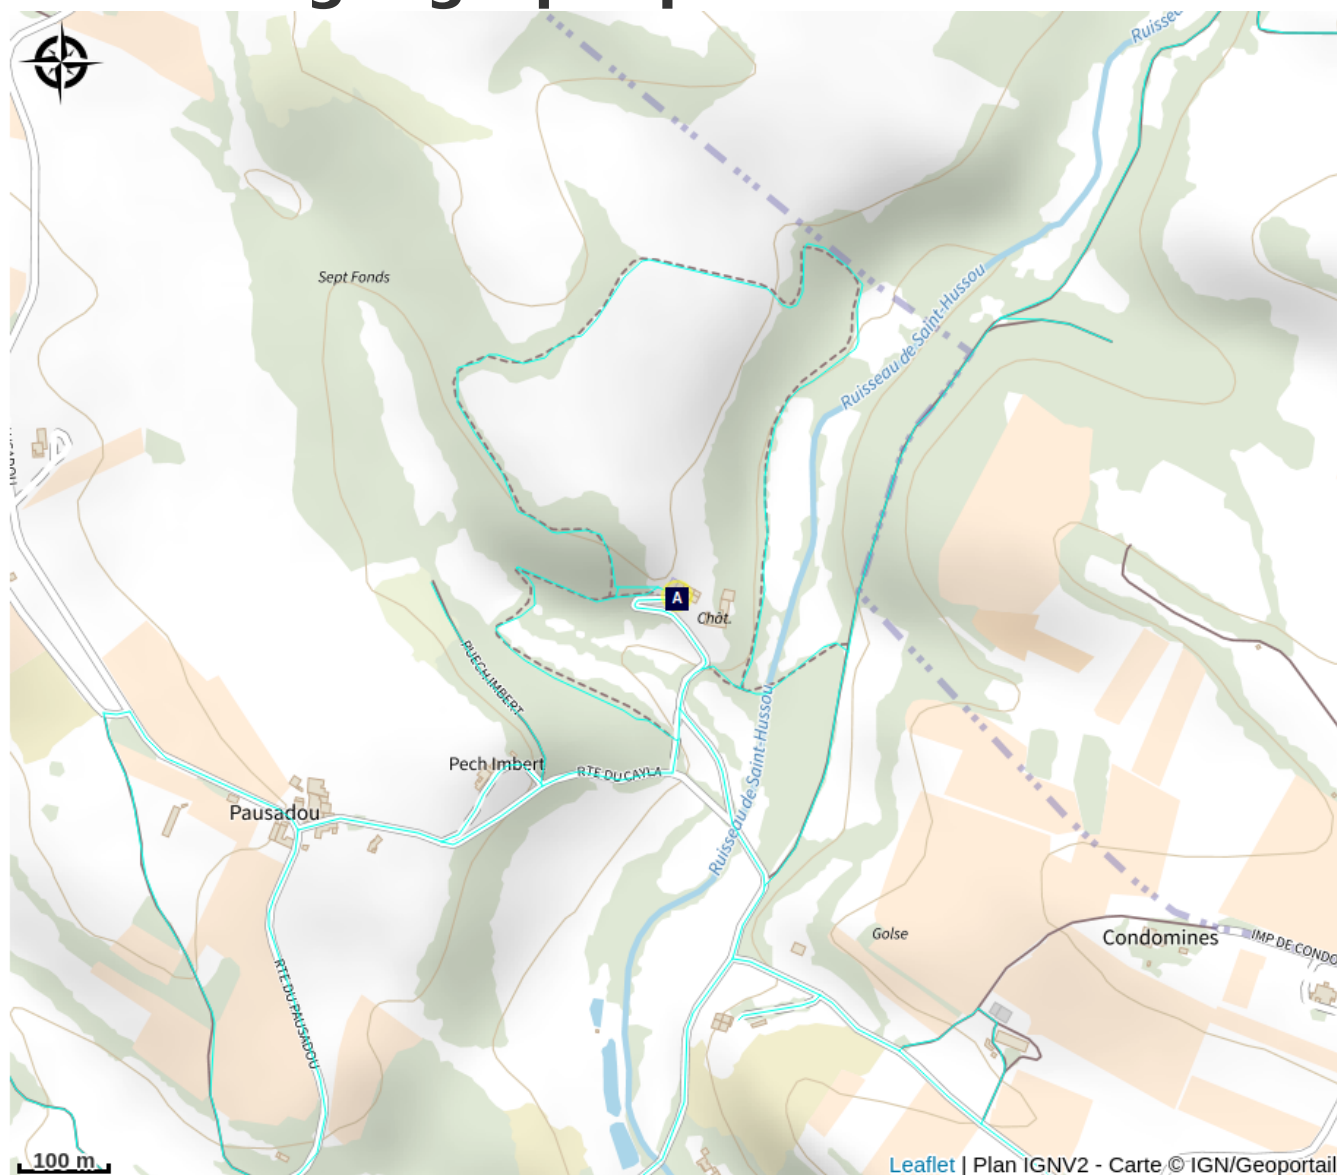 Ruisse
Sept Fonds
Ruisseau de Saint-Hussou
A
Chât.
PUECH IMBERT
Pech Imbert
RTE DU CAYLA
Pausadou
Ruisseau de Saint-Hussou
Golse
Condomines
IMP DE CONDO
RTE DU PAUSADOU
100 m
Leaflet | Plan IGNV2 - Carte © IGN/Geoportail